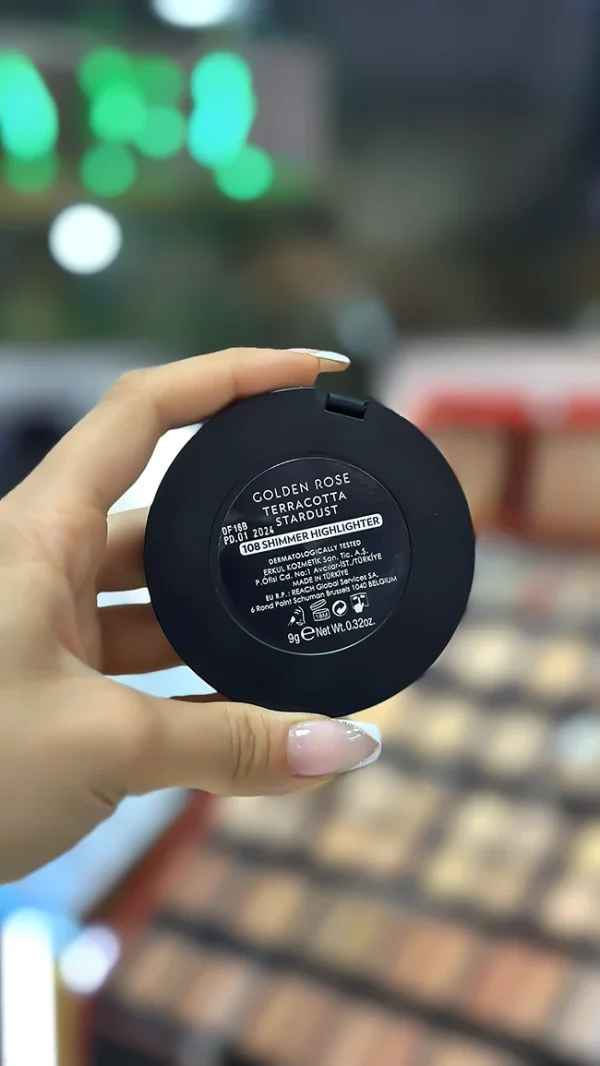 GOLDEN ROSE
TERRACOTTA
STARDUST
0F16B
PD.01 2024
108 SHIMMER HIGHLIGHTER
DERMATOLOGICALLY TESTED
ERKUL KOZMETİK San. Tic. A.Ş.
P.Ofisi Cd. No:1 Avcılar-İST./TÜRKİYE
MADE IN TÜRKİYE
EU R.P.: REACH Global Services SA.
6 Rond Point Schuman Brussels 1040 BELGIUM
18M
9g e Net Wt. 0.32oz.